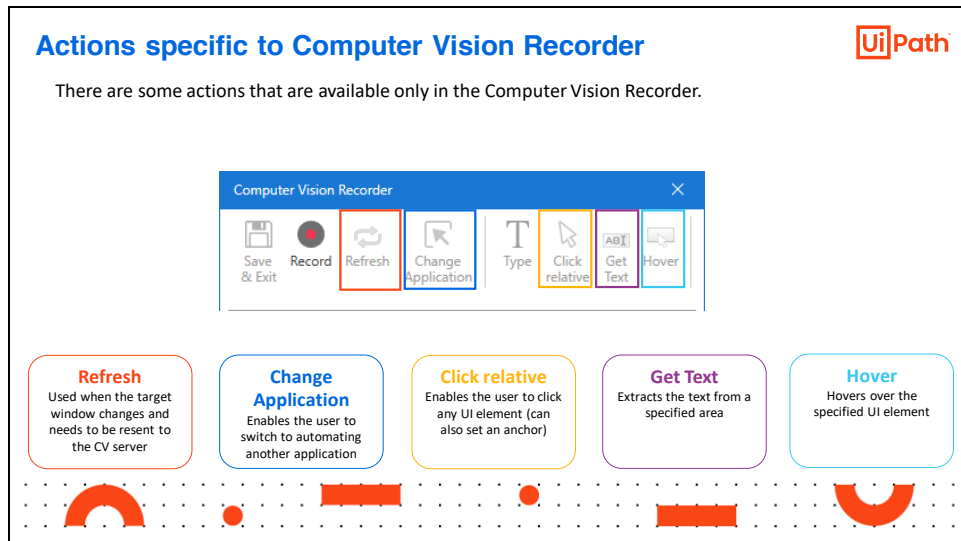 Actions specific to Computer Vision Recorder
UiPath
There are some actions that are available only in the Computer Vision Recorder.
Computer Vision Recorder
Save
& Exit
Record
Refresh
Change
Application
T
Type
Click
relative
AB
Get
Text
Hover
Refresh
Used when the target
window changes and
needs to be resent to
the CV server
Change
Application
Enables the user to
switch to automating
another application
Click relative
Enables the user to click
any UI element (can
also set an anchor)
Get Text
Extracts the text from a
specified area
Hover
Hovers over the
specified UI element